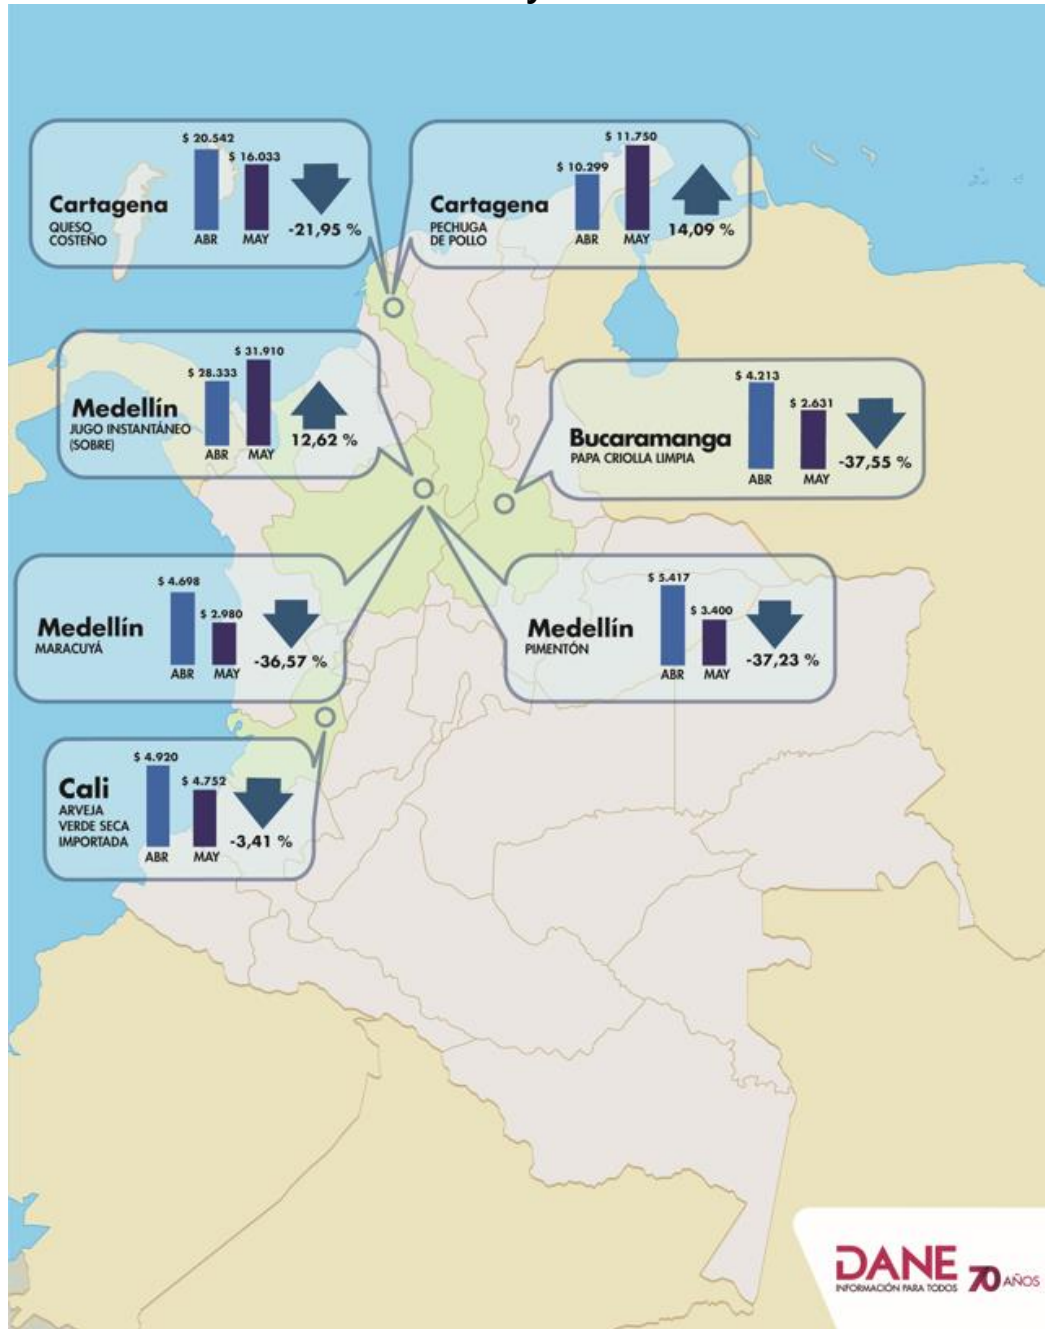 $ 20.542
$ 16.033
Cartagena
QUESO
COSTEÑO
ABR
MAY
-21,95 %
$ 11.750
$ 10.299
Cartagena
PECHUGA
DE POLLO
ABR
MAY
14,09 %
$ 31.910
$ 28.333
Medellín
JUGO INSTANTÁNEO
(SOBRE)
ABR
MAY
12,62 %
$ 4.213
$ 2.631
Bucaramanga
PAPA CRIOLLA LIMPIA
ABR
MAY
-37,55 %
$ 4.698
$ 2.980
Medellín
MARACUYÁ
ABR
MAY
-36,57 %
$ 5.417
$ 3.400
Medellín
PIMENTÓN
ABR
MAY
-37,23 %
$ 4.920
$ 4.752
Cali
ARVEJA
VERDE SECA
IMPORTADA
ABR
MAY
-3,41 %
DANE
INFORMACIÓN PARA TODOS
70 AÑOS